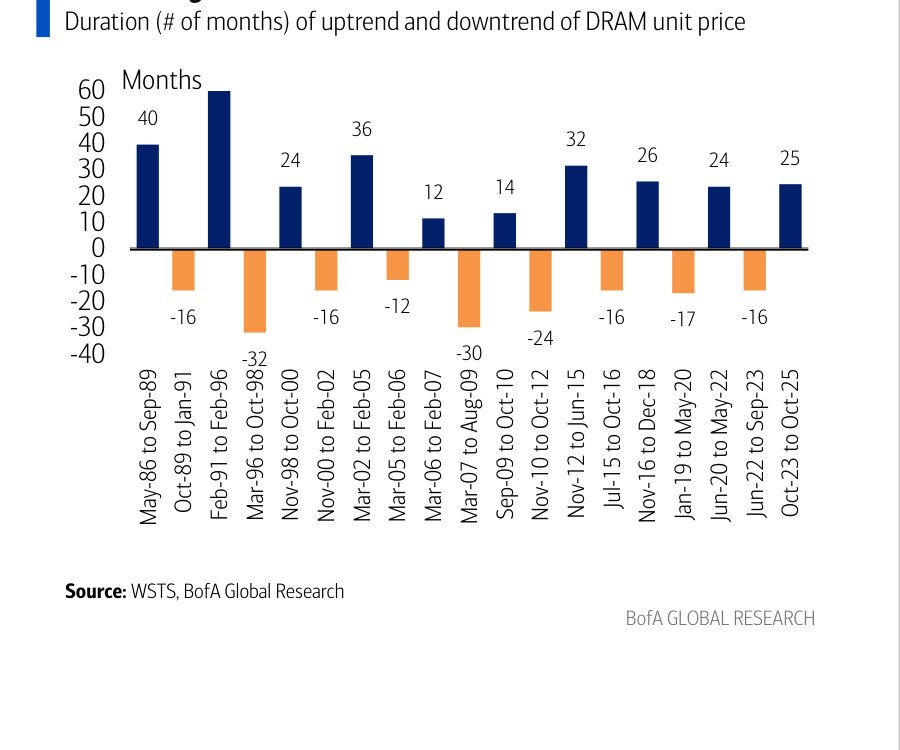 Duration (# of months) of uptrend and downtrend of DRAM unit price
Months
60
50
40
30
20
10
0
-10
-20
-30
-40
40
-16
-32
24
-16
36
-12
12
-30
14
-24
32
-16
26
-17
24
-16
25
May-86 to Sep-89
Oct-89 to Jan-91
Feb-91 to Feb-96
Mar-96 to Oct-98
Nov-98 to Oct-00
Nov-00 to Feb-02
Mar-02 to Feb-05
Mar-05 to Feb-06
Mar-06 to Feb-07
Mar-07 to Aug-09
Sep-09 to Oct-10
Nov-10 to Oct-12
Nov-12 to Jun-15
Jul-15 to Oct-16
Nov-16 to Dec-18
Jan-19 to May-20
Jun-20 to May-22
Jun-22 to Sep-23
Oct-23 to Oct-25
Source: WSTS, BofA Global Research
BofA GLOBAL RESEARCH